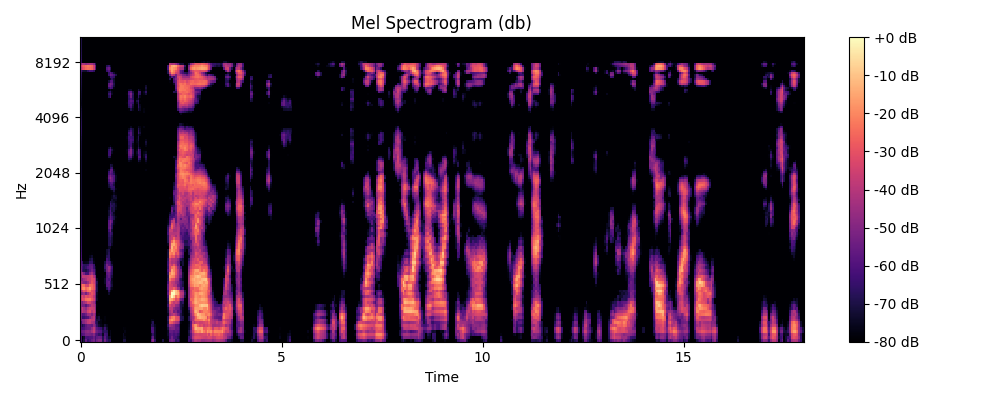 Mel Spectrogram (db)
8192
4096
2048
1024
512
0
Hz
0 5 10 15
Time
+0 dB
-10 dB
-20 dB
-30 dB
-40 dB
-50 dB
-60 dB
-70 dB
-80 dB